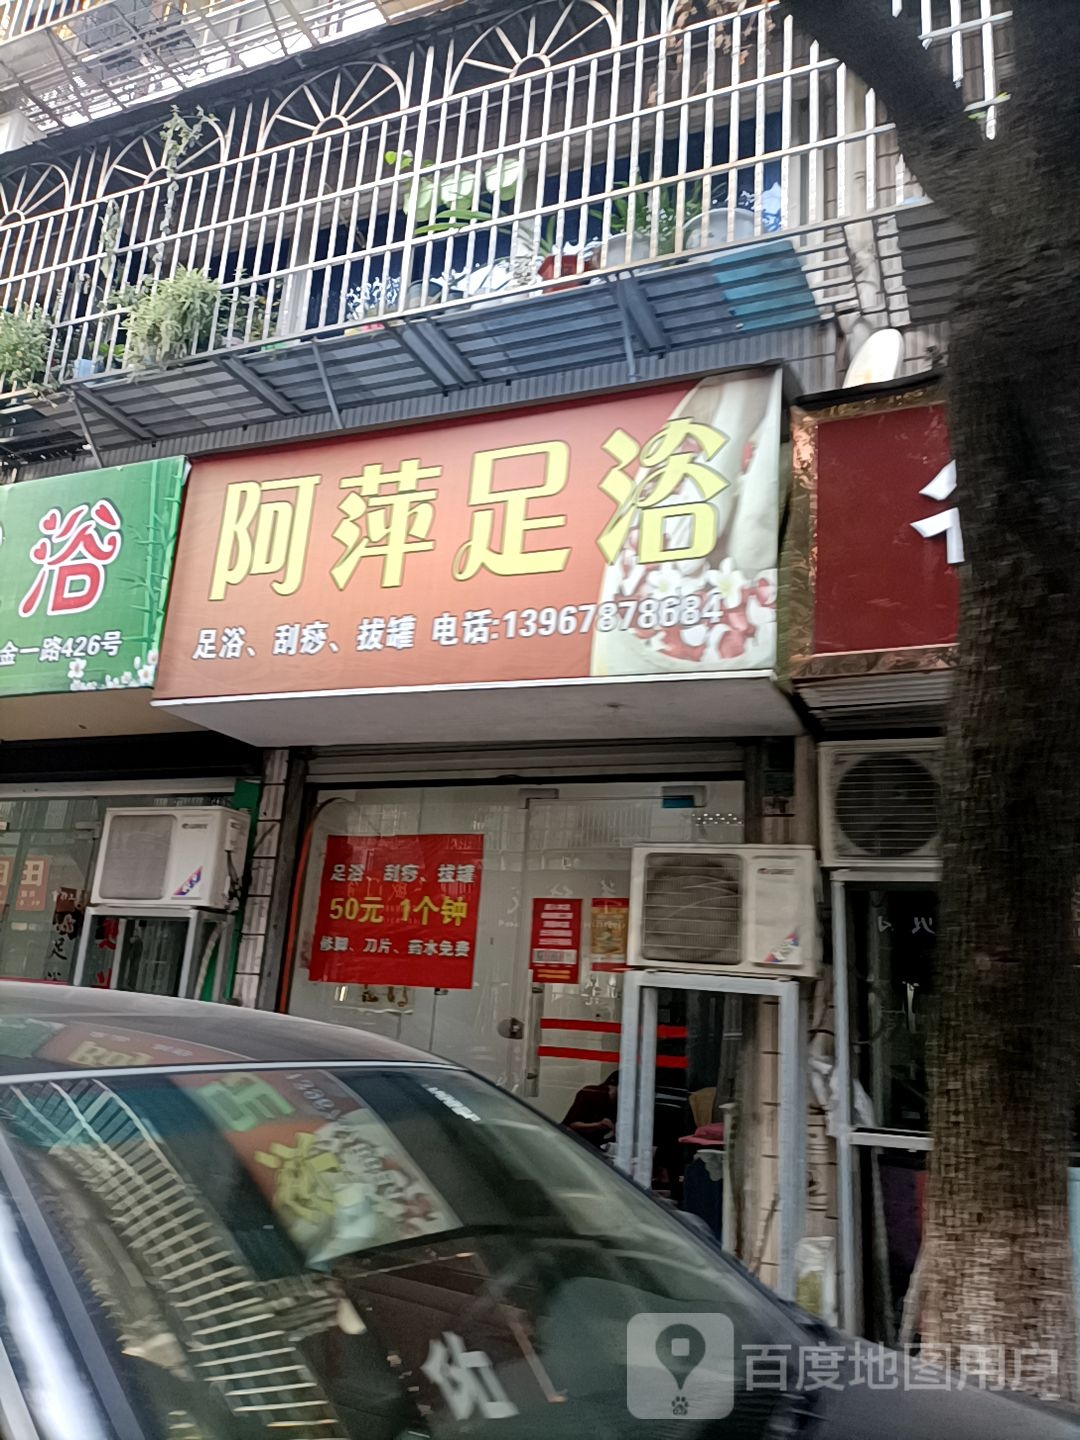 阿萍足浴
足浴、刮痧、拔罐 电话:13967878684
浴
金一路426号
足浴、刮痧、拔罐
50元 1个钟
修脚、刀片、药水免费
百度地图用户